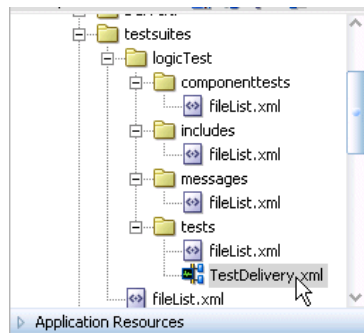 testsuites
logicTest
componenttests
fileList.xml
includes
fileList.xml
messages
fileList.xml
tests
fileList.xml
TestDelivery.xml
fileList.xml
Application Resources